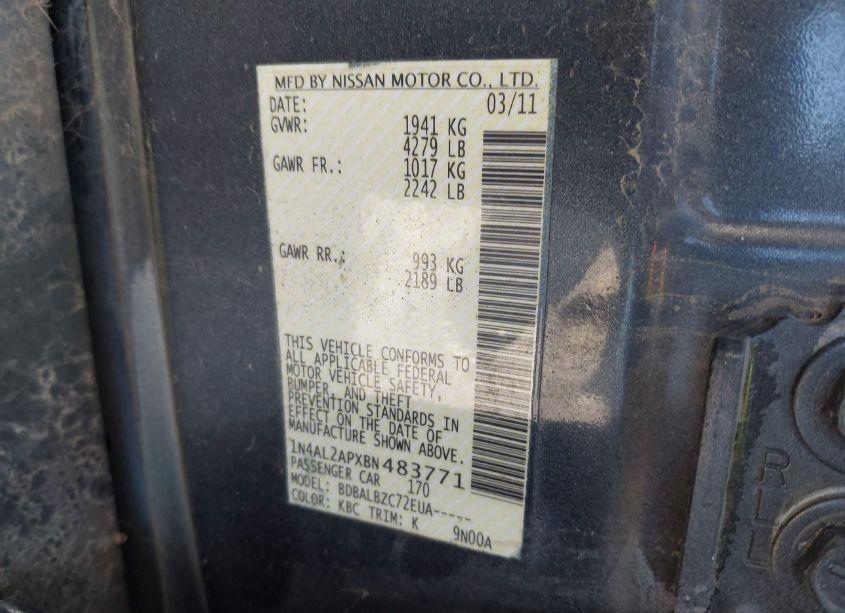 MFD BY NISSAN MOTOR CO., LTD.
DATE: 03/11
GVWR: 1941 KG
4279 LB
GAWR FR.: 1017 KG
2242 LB
GAWR RR.: 993 KG
2189 LB
THIS VEHICLE CONFORMS TO
ALL APPLICABLE FEDERAL
MOTOR VEHICLE SAFETY,
BUMPER, AND THEFT
PREVENTION STANDARDS IN
EFFECT ON THE DATE OF
MANUFACTURE SHOWN ABOVE.
1N4AL2APXBN483771
PASSENGER CAR 170
MODEL: BDBALBZC72EUA-----
COLOR: KBC TRIM: K 9N00A